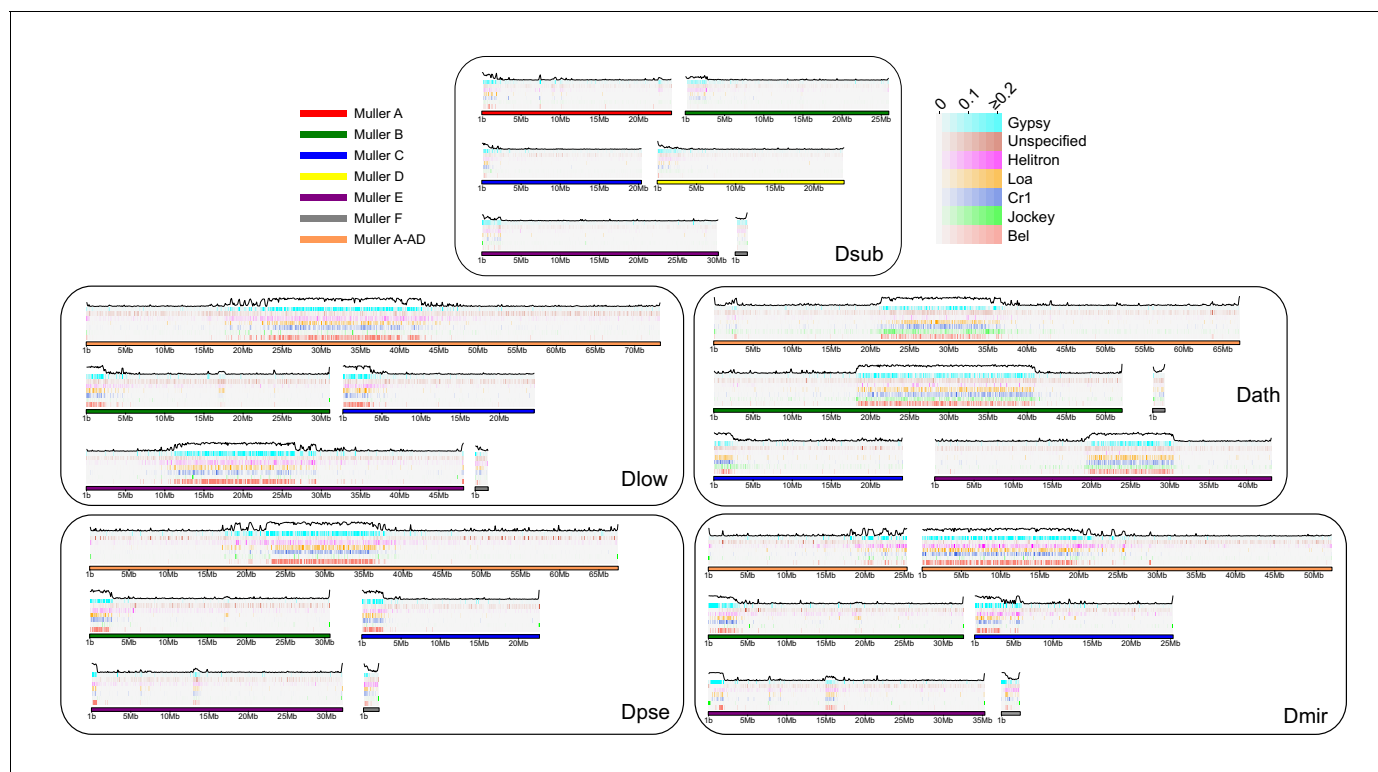 Muller A
Muller B
Muller C
Muller D
Muller E
Muller F
Muller A-AD
0 0.1 ≥0.2
Gypsy
Unspecified
Helitron
Loa
Cr1
Jockey
Bel
1b 5Mb 10Mb 15Mb 20Mb 1b 5Mb 10Mb 15Mb 20Mb 25Mb
1b 5Mb 10Mb 15Mb 20Mb 1b 5Mb 10Mb 15Mb 20Mb
1b 5Mb 10Mb 15Mb 20Mb 25Mb 30Mb 1b
Dsub
1b 5Mb 10Mb 15Mb 20Mb 25Mb 30Mb 35Mb 40Mb 45Mb 50Mb 55Mb 60Mb 65Mb 70Mb
1b 5Mb 10Mb 15Mb 20Mb 25Mb 30Mb 1b 5Mb 10Mb 15Mb 20Mb
1b 5Mb 10Mb 15Mb 20Mb 25Mb 30Mb 35Mb 40Mb 45Mb 1b
Dlow
1b 5Mb 10Mb 15Mb 20Mb 25Mb 30Mb 35Mb 40Mb 45Mb 50Mb 55Mb 60Mb 65Mb
1b 5Mb 10Mb 15Mb 20Mb 25Mb 30Mb 35Mb 40Mb 45Mb 50Mb 1b
Dath
1b 5Mb 10Mb 15Mb 20Mb 1b 5Mb 10Mb 15Mb 20Mb 25Mb 30Mb 35Mb 40Mb
1b 5Mb 10Mb 15Mb 20Mb 25Mb 30Mb 35Mb 40Mb 45Mb 50Mb 55Mb 60Mb 65Mb
1b 5Mb 10Mb 15Mb 20Mb 25Mb 30Mb 1b 5Mb 10Mb 15Mb 20Mb
1b 5Mb 10Mb 15Mb 20Mb 25Mb 30Mb 1b
Dpse
1b 5Mb 10Mb 15Mb 20Mb 25Mb 1b 5Mb 10Mb 15Mb 20Mb 25Mb 30Mb 35Mb 40Mb 45Mb 50Mb
1b 5Mb 10Mb 15Mb 20Mb 25Mb 30Mb 1b 5Mb 10Mb 15Mb 20Mb 25Mb
1b 5Mb 10Mb 15Mb 20Mb 25Mb 30Mb 35Mb 1b
Dmir